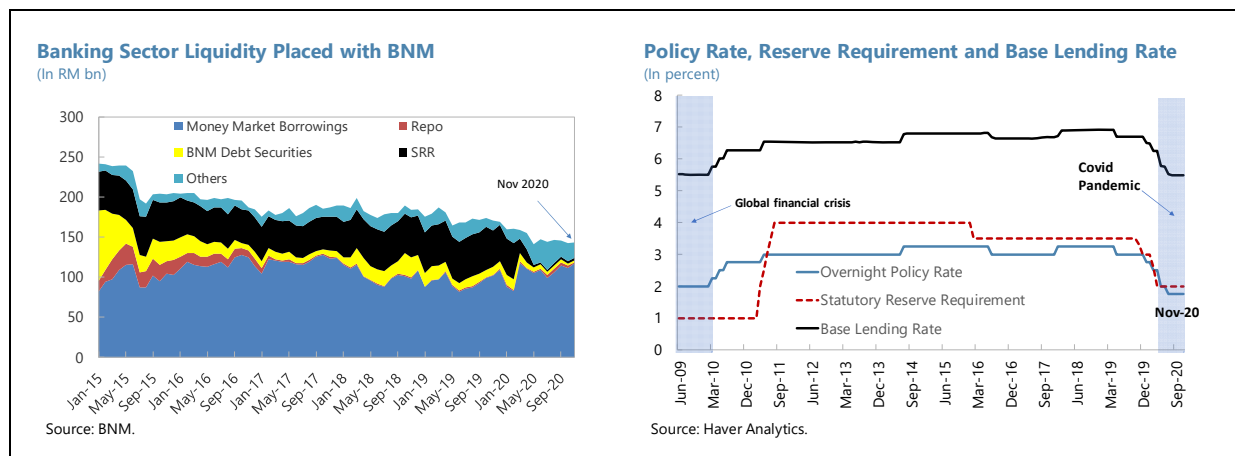 Banking Sector Liquidity Placed with BNM
(In RM bn)
300
250
200
150
100
50
0
Money Market Borrowings
Repo
BNM Debt Securities
SRR
Others
Nov 2020
Jan-15
May-15
Sep-15
Jan-16
May-16
Sep-16
Jan-17
May-17
Sep-17
Jan-18
May-18
Sep-18
Jan-19
May-19
Sep-19
Jan-20
May-20
Sep-20
Source: BNM.
Policy Rate, Reserve Requirement and Base Lending Rate
(In percent)
8
7
6
5
4
3
2
1
0
Global financial crisis
Covid
Pandemic
Overnight Policy Rate
Statutory Reserve Requirement
Base Lending Rate
Nov-20
Jun-09
Mar-10
Dec-10
Sep-11
Jun-12
Mar-13
Dec-13
Sep-14
Jun-15
Mar-16
Dec-16
Sep-17
Jun-18
Mar-19
Dec-19
Sep-20
Source: Haver Analytics.